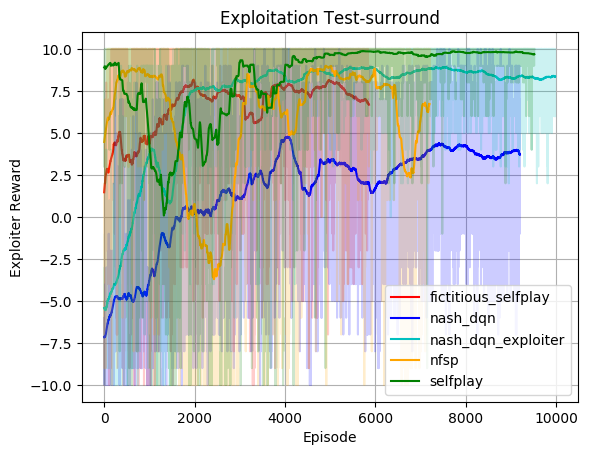 Exploitation Test-surround
Exploiter Reward
10.0
7.5
5.0
2.5
0.0
−2.5
−5.0
−7.5
−10.0
fictitious_selfplay
nash_dqn
nash_dqn_exploiter
nfsp
selfplay
0
2000
4000
6000
8000
10000
Episode